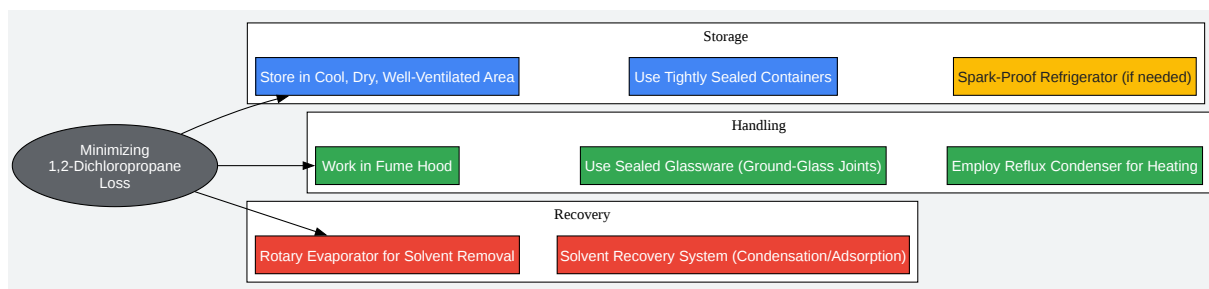 Storage
Store in Cool, Dry, Well-Ventilated Area
Use Tightly Sealed Containers
Spark-Proof Refrigerator (if needed)
Minimizing
1,2-Dichloropropane
Loss
Handling
Work in Fume Hood
Use Sealed Glassware (Ground-Glass Joints)
Employ Reflux Condenser for Heating
Recovery
Rotary Evaporator for Solvent Removal
Solvent Recovery System (Condensation/Adsorption)